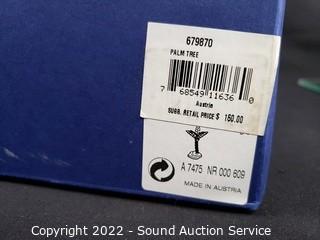 679870
PALM TREE
7 68549 11636 0
Austria
SUGG. RETAIL PRICE $ 160.00
A 7475 NR 000 609
MADE IN AUSTRIA
Copyright 2022 - Sound Auction Service